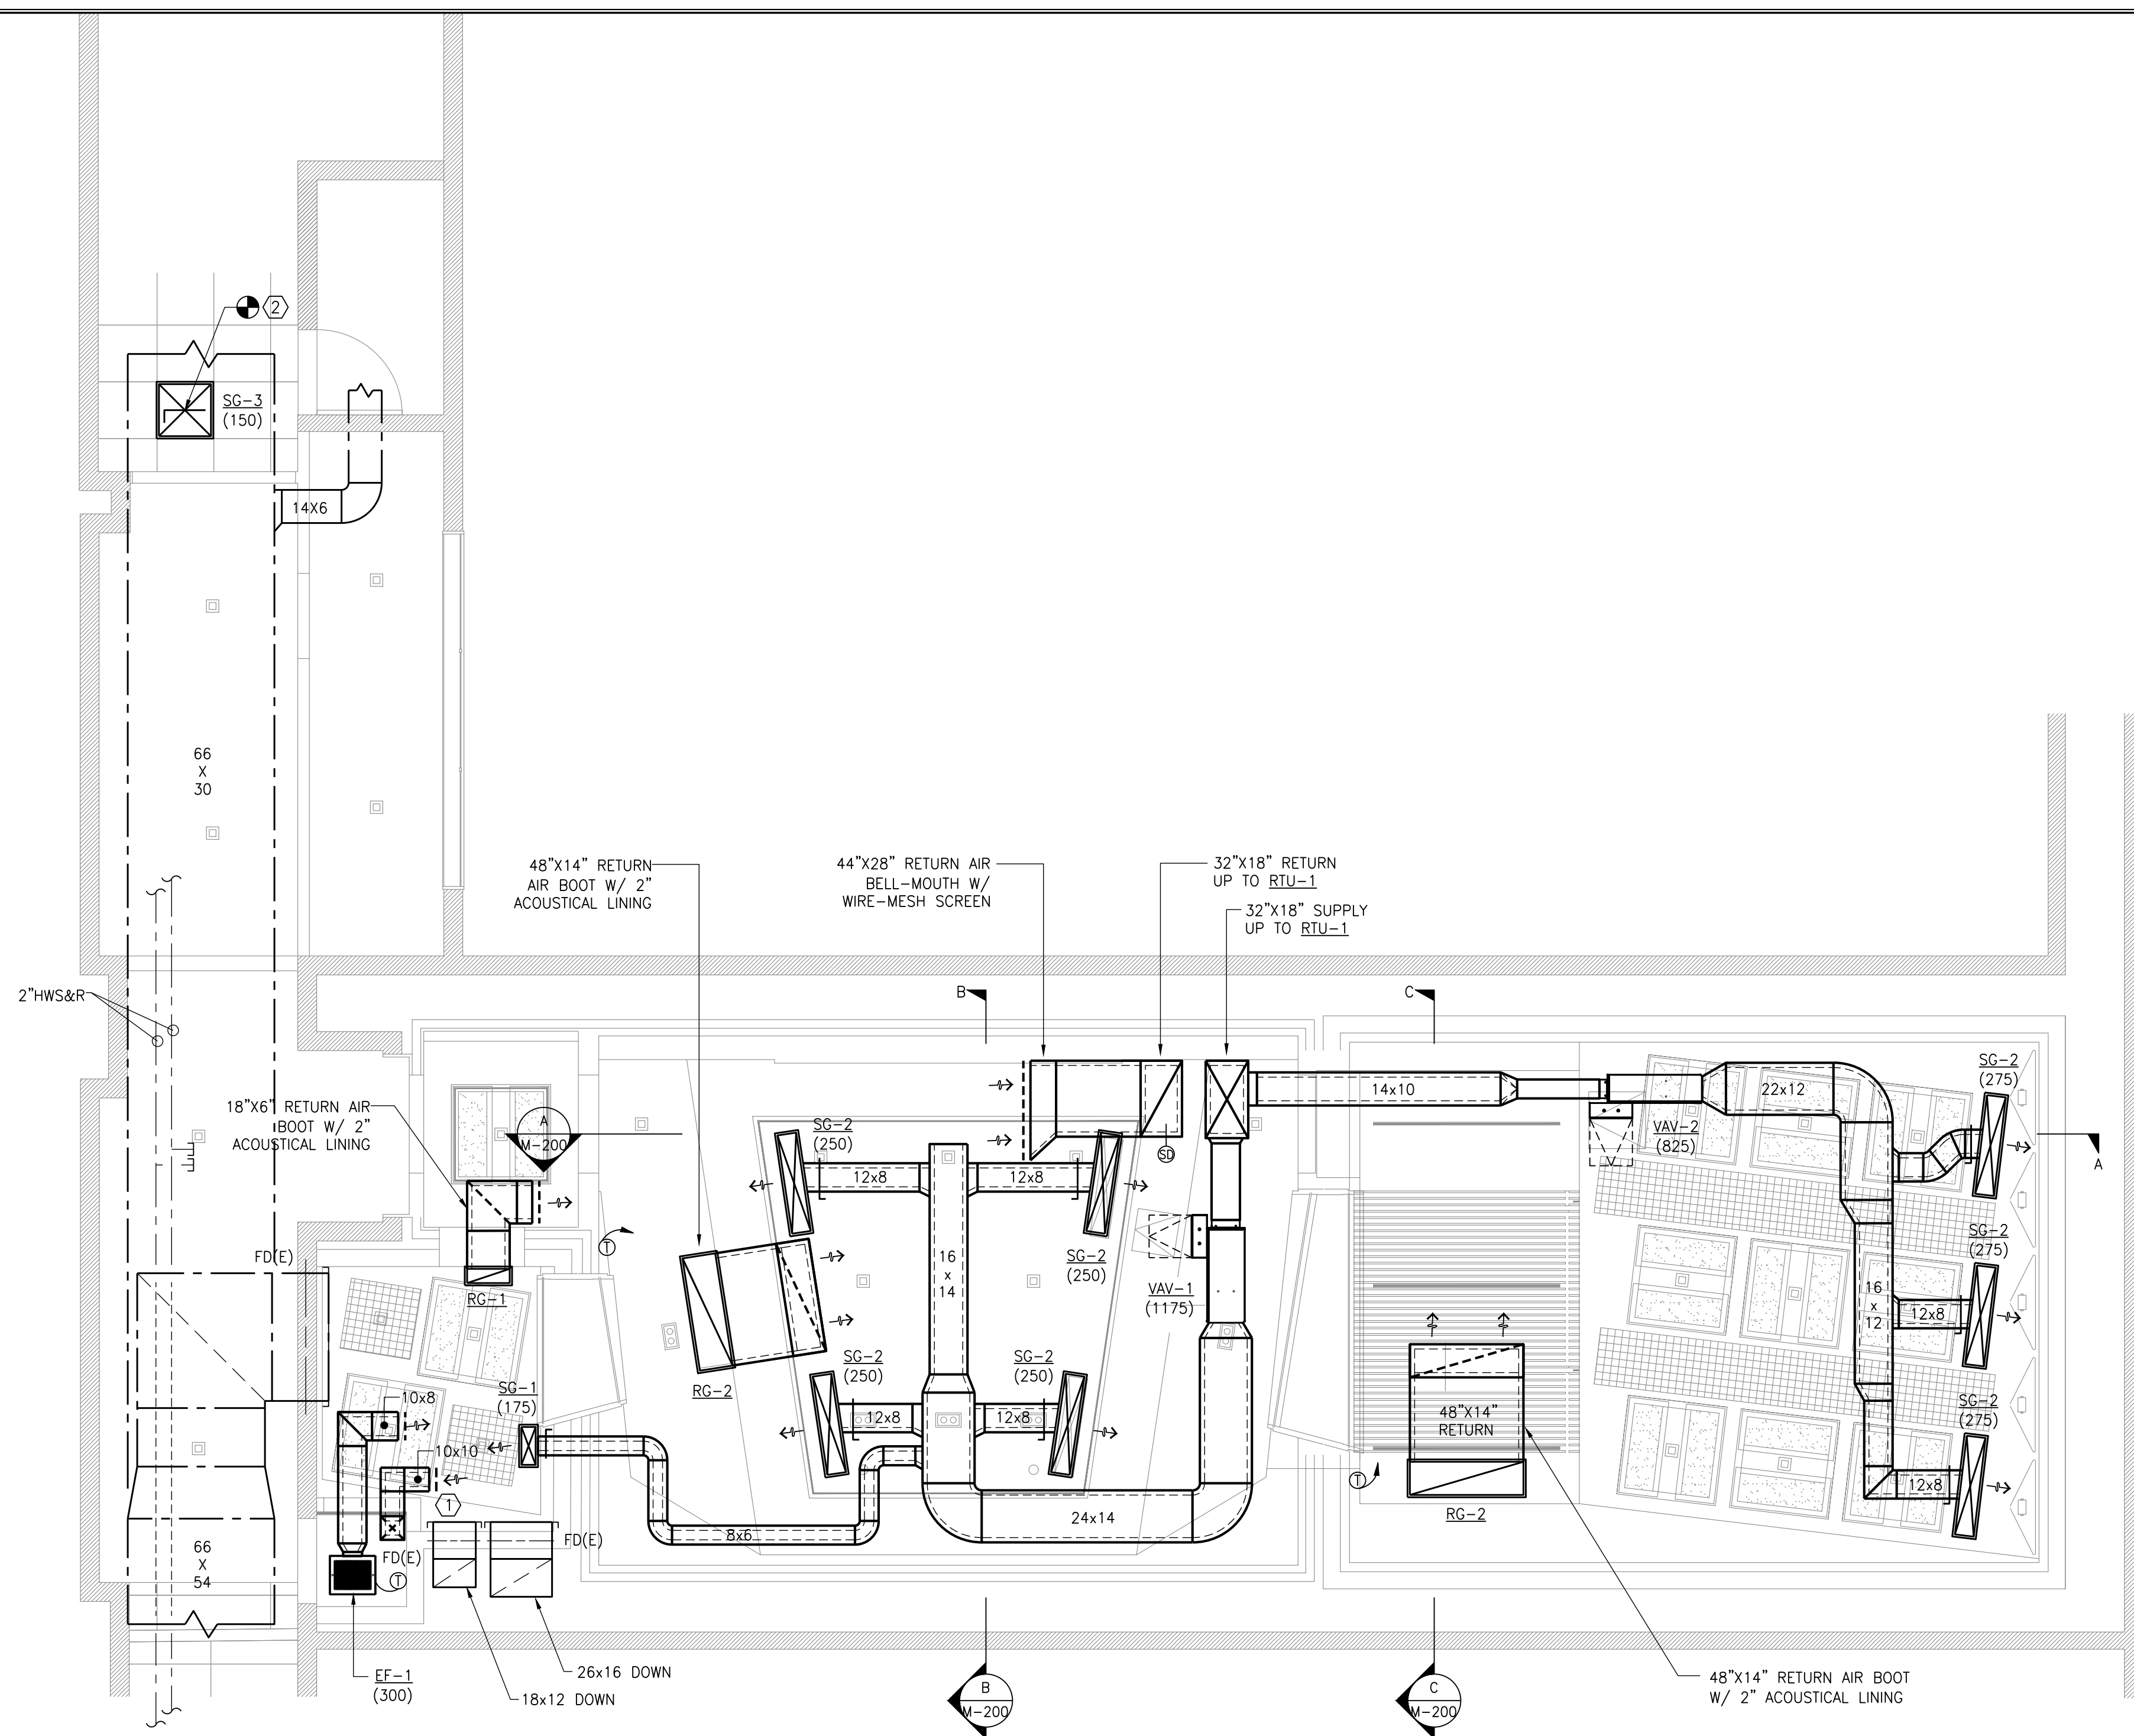 2
SG-3
(150)
14X6
66
X
30
48"X14" RETURN
AIR BOOT W/ 2"
ACOUSTICAL LINING
44"X28" RETURN AIR
BELL-MOUTH W/
WIRE-MESH SCREEN
32"X18" RETURN
UP TO RTU-1
32"X18" SUPPLY
UP TO RTU-1
2"HWS&R
B
C
18"X6" RETURN AIR
BOOT W/ 2"
ACOUSTICAL LINING
A
M-200
SG-2
(250)
SD
14x10
22x12
VAV-2
(825)
SG-2
(275)
A
12x8
12x8
T
FD(E)
RG-1
16
x
14
SG-2
(250)
VAV-1
(1175)
SG-2
(275)
16
x
12
12x8
SG-1
(175)
10x8
10x10
1
RG-2
SG-2
(250)
SG-2
(250)
12x8
12x8
48"X14"
RETURN
SG-2
(275)
12x8
T
RG-2
8x6
24x14
66
X
54
FD(E)
T
FD(E)
EF-1
(300)
26x16 DOWN
18x12 DOWN
B
M-200
C
M-200
48"X14" RETURN AIR BOOT
W/ 2" ACOUSTICAL LINING